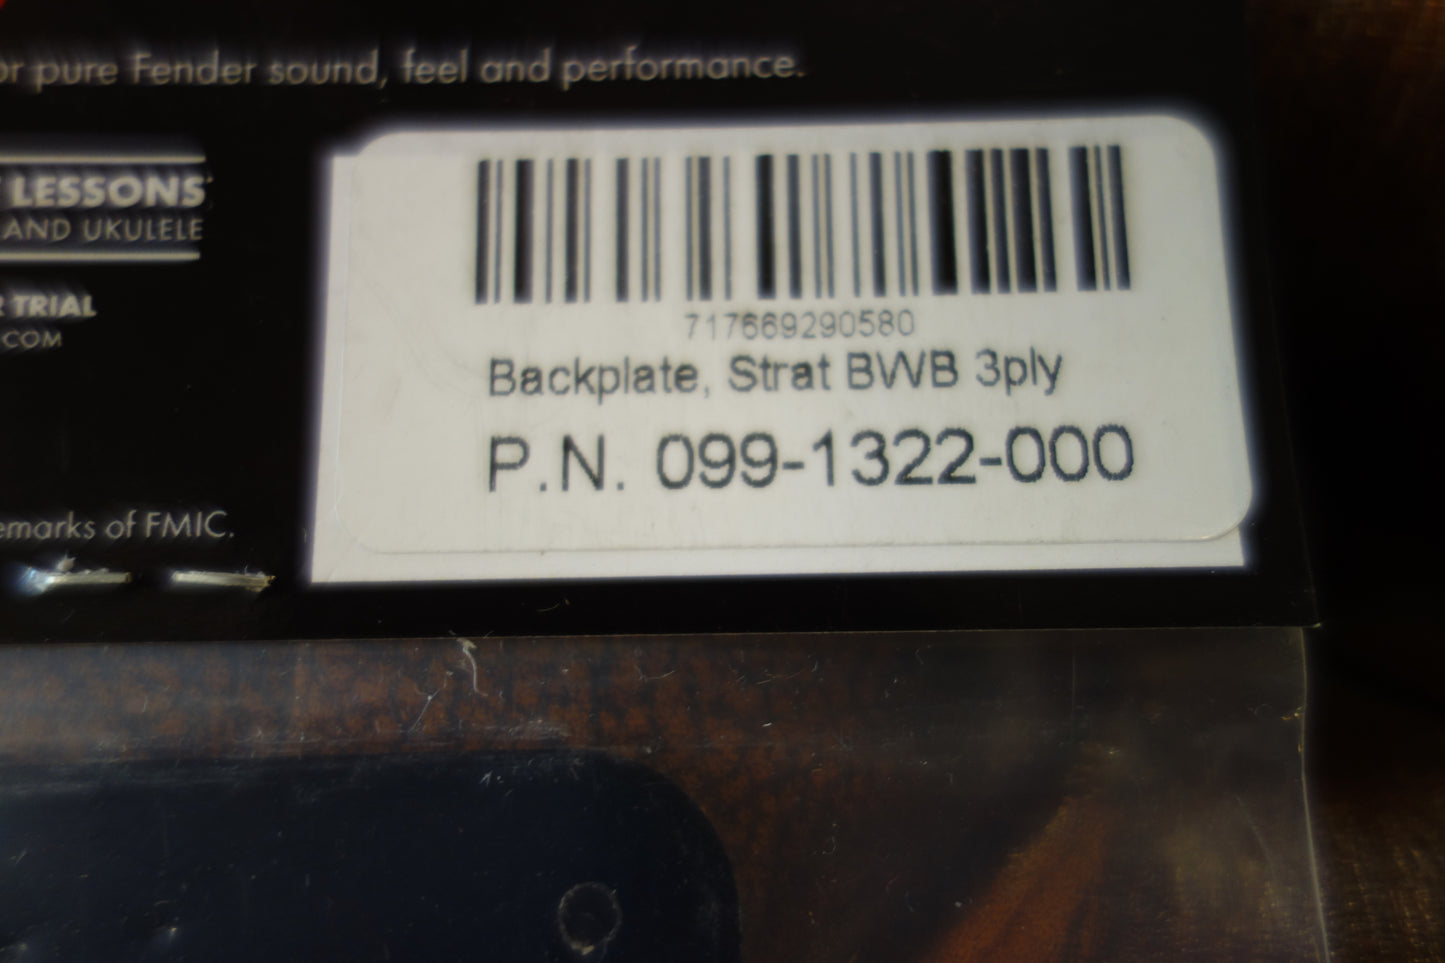 or pure Fender sound, feel and performance.
LESSONS
AND UKULELE
TRIAL
.COM
emarks of FMIC.
717669290580
Backplate, Strat BWB 3ply
P.N. 099-1322-000